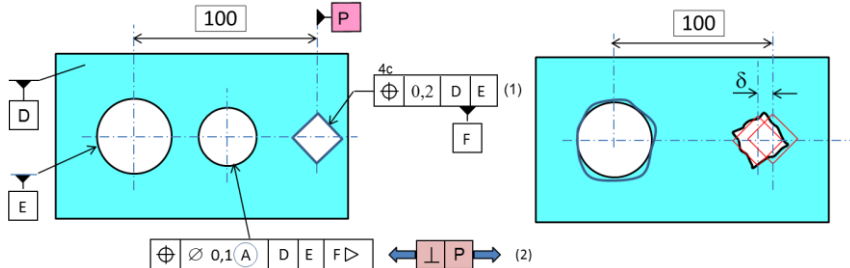 100
P
100
4c
⌖ 0,2 D E (1)
δ
D
F
E
⌖ ⌀ 0,1 Ⓐ D E F▷ ⊥ P (2)